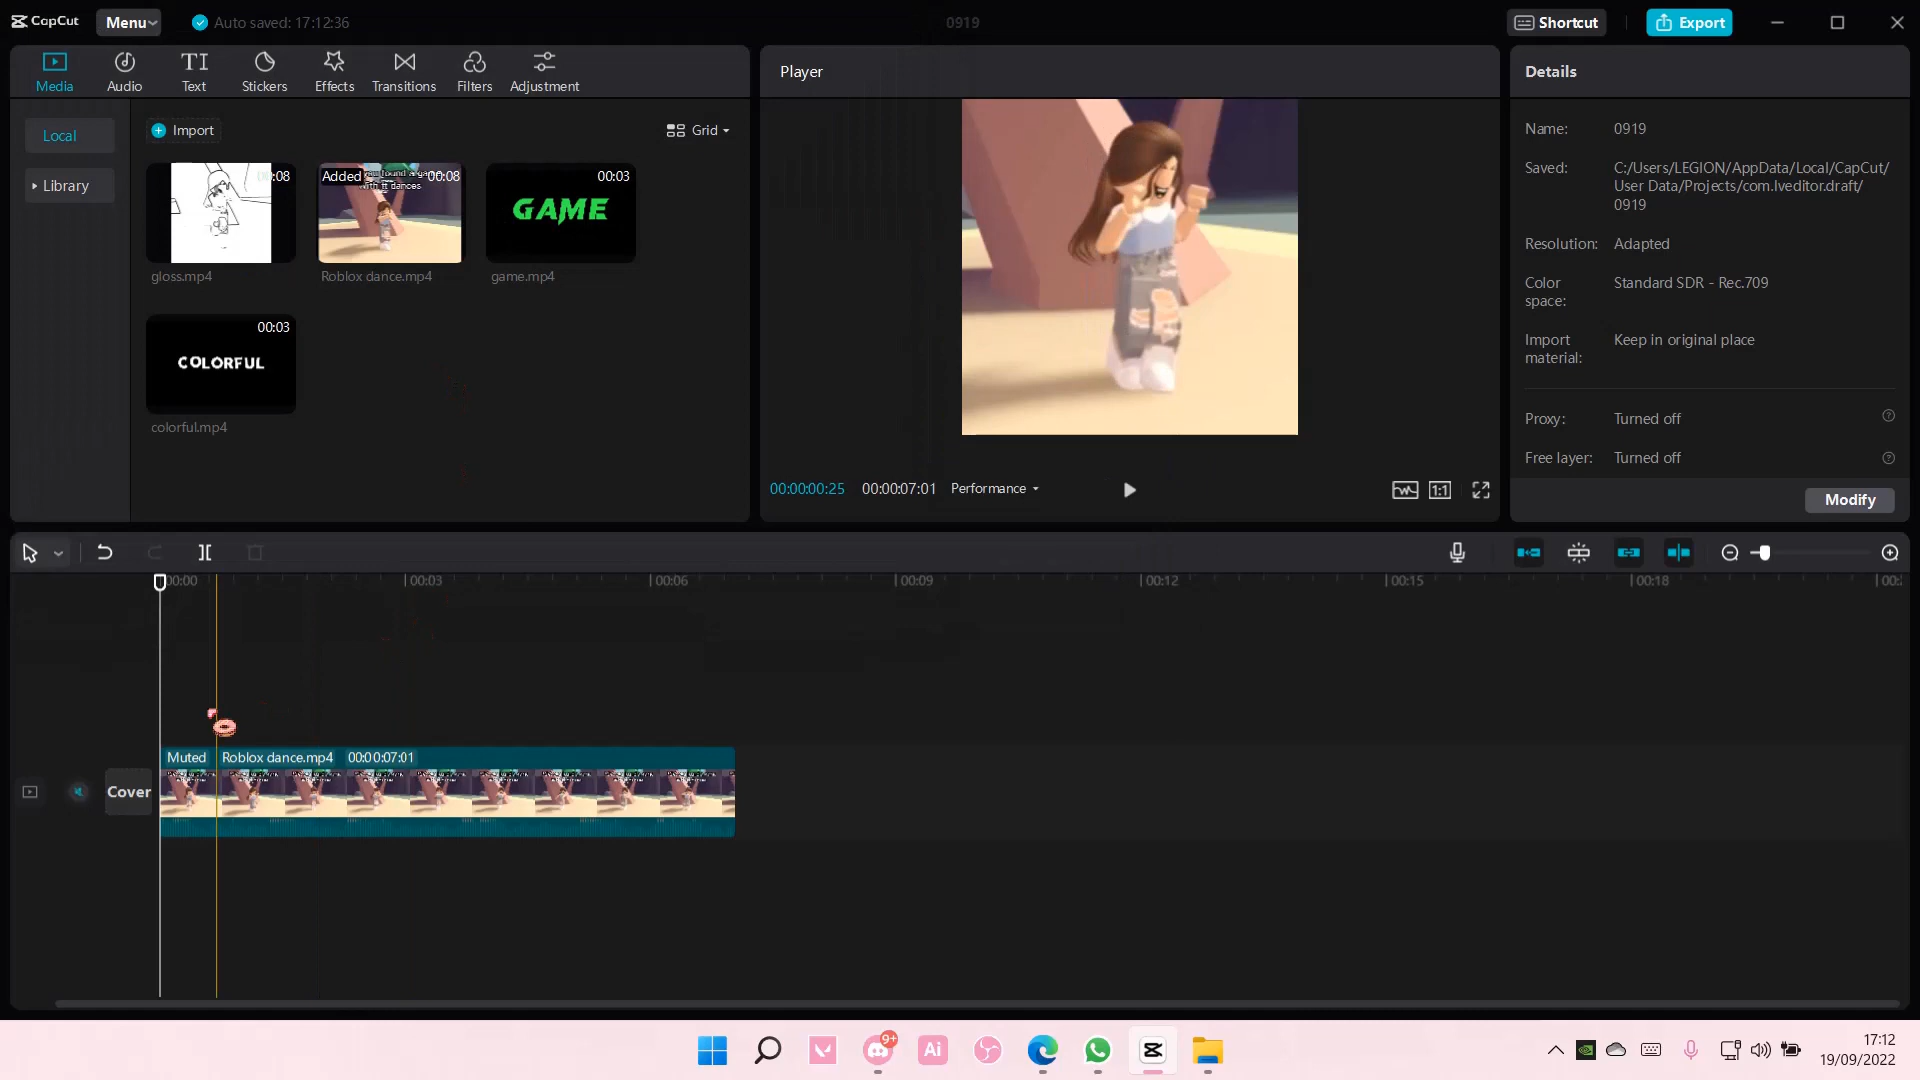 CapCut
Menu
Auto saved: 17:12:36
0919
Shortcut
Export
Media
Audio
Text
Stickers
Effects
Transitions
Filters
Adjustment
Player
Details
Local
Library
Import
Grid
00:08
gloss.mp4
Added
00:08
Roblox dance.mp4
00:03
GAME
game.mp4
00:03
COLORFUL
colorful.mp4
00:00:00:25
00:00:07:01
Performance
1:1
Name: 0919
Saved: C:/Users/LEGION/AppData/Local/CapCut/
User Data/Projects/com.lveditor.draft/
0919
Resolution: Adapted
Color space: Standard SDR - Rec.709
Import material: Keep in original place
Proxy: Turned off
Free layer: Turned off
Modify
00:00
00:03
00:06
00:09
00:12
00:15
00:18
Muted
Roblox dance.mp4
00:00:07:01
Cover
9+
Ai
17:12
19/09/2022